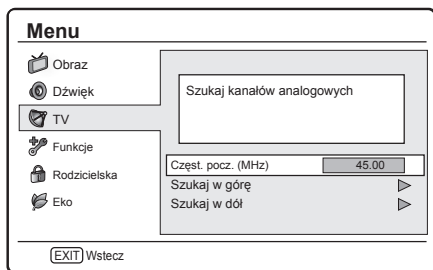 Menu
Obraz
Dźwięk
TV
Funkcje
Rodzicielska
Eko
Szukaj kanałów analogowych
Częst. pocz. (MHz) 45.00
Szukaj w górę
Szukaj w dół
EXIT Wstecz